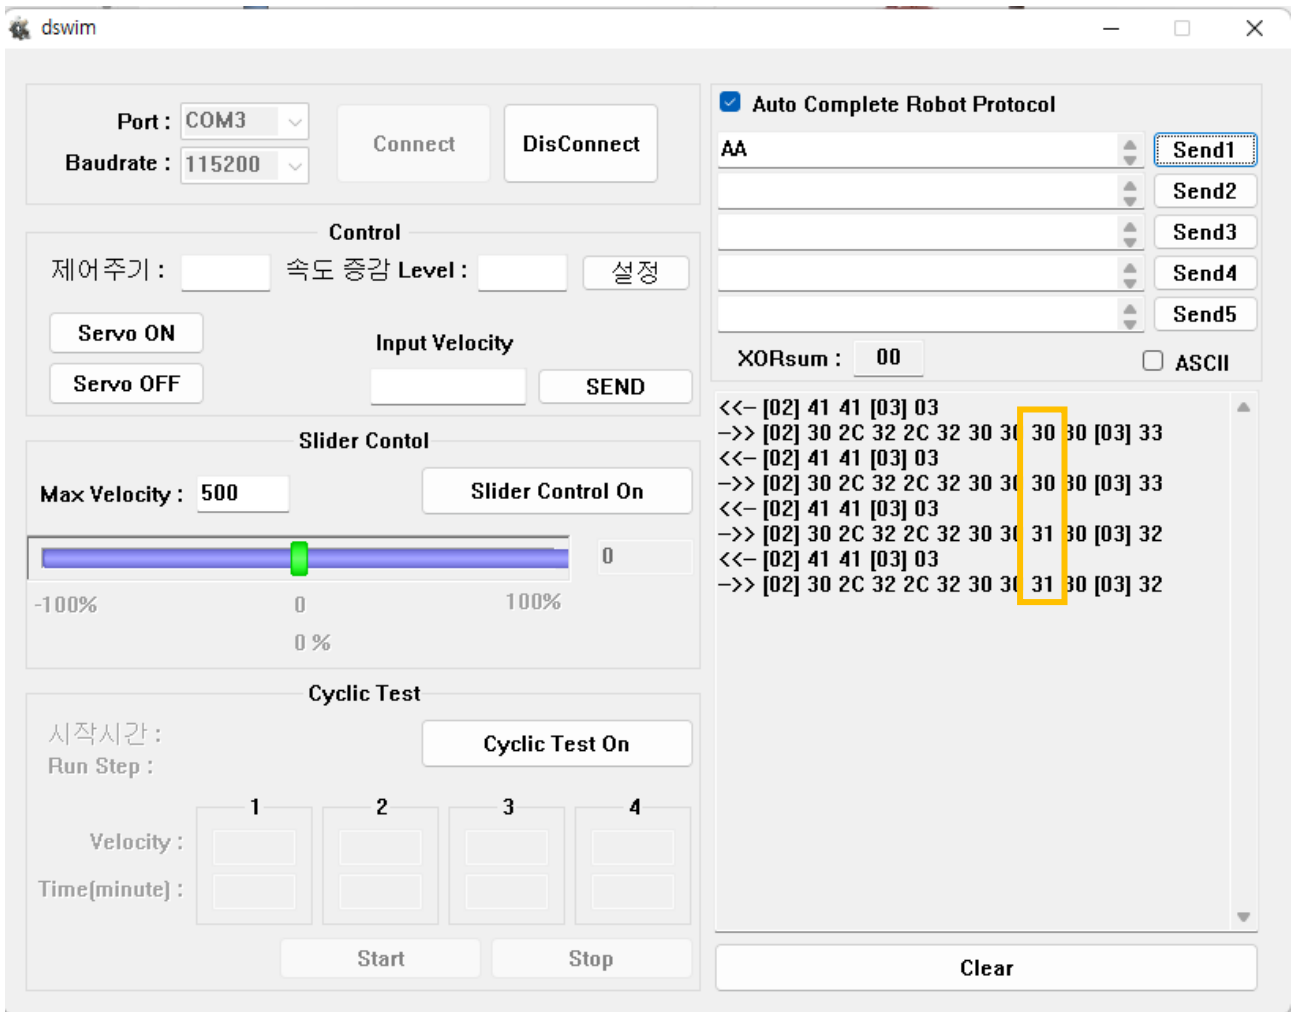 dswim
Port :
COM3
Connect
DisConnect
Baudrate :
115200
Control
제어주기 :
속도 증감 Level :
설정
Servo ON
Servo OFF
Input Velocity
SEND
Slider Contol
Max Velocity :
500
Slider Control On
0
-100%
0
100%
0 %
Cyclic Test
시작시간 :
Cyclic Test On
Run Step :
1
2
3
4
Velocity :
Time(minute) :
Start
Stop
Auto Complete Robot Protocol
AA
Send1
Send2
Send3
Send4
Send5
XORsum :
00
ASCII
<<- [02] 41 41 [03] 03
->> [02] 30 2C 32 2C 32 30 30 30 30 [03] 33
<<- [02] 41 41 [03] 03
->> [02] 30 2C 32 2C 32 30 30 30 30 [03] 33
<<- [02] 41 41 [03] 03
->> [02] 30 2C 32 2C 32 30 30 31 30 [03] 32
<<- [02] 41 41 [03] 03
->> [02] 30 2C 32 2C 32 30 30 31 30 [03] 32
Clear